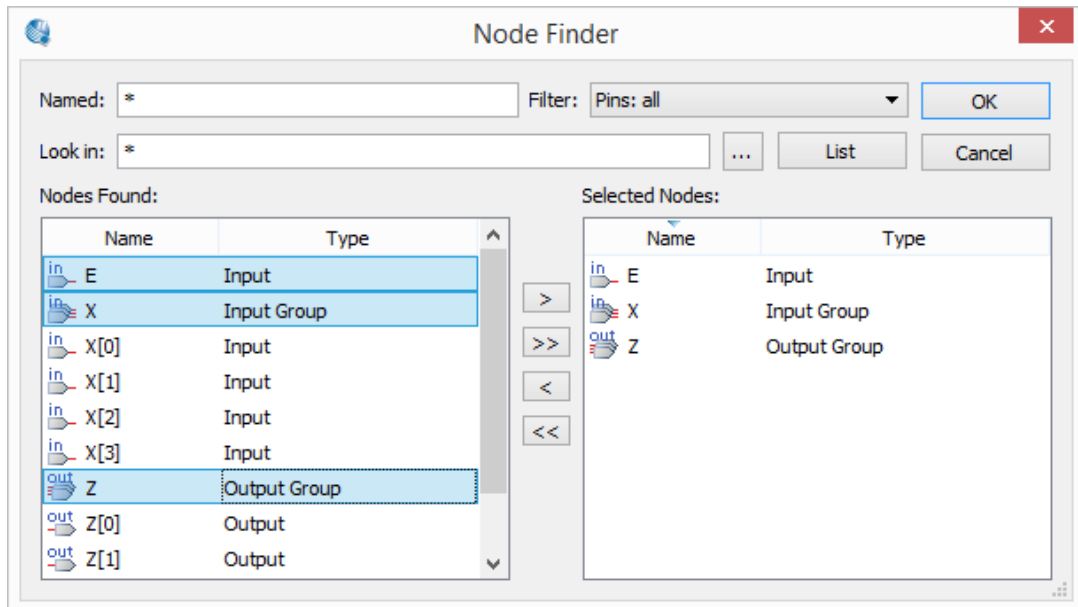 Node Finder
Named: * Filter: Pins: all OK
Look in: * ... List Cancel
Nodes Found: Selected Nodes:
Name Type Name Type
in E Input in E Input
in X Input Group > in X Input Group
in X[0] Input >> out Z Output Group
in X[1] Input <
in X[2] Input <<
in X[3] Input
out Z Output Group
out Z[0] Output
out Z[1] Output